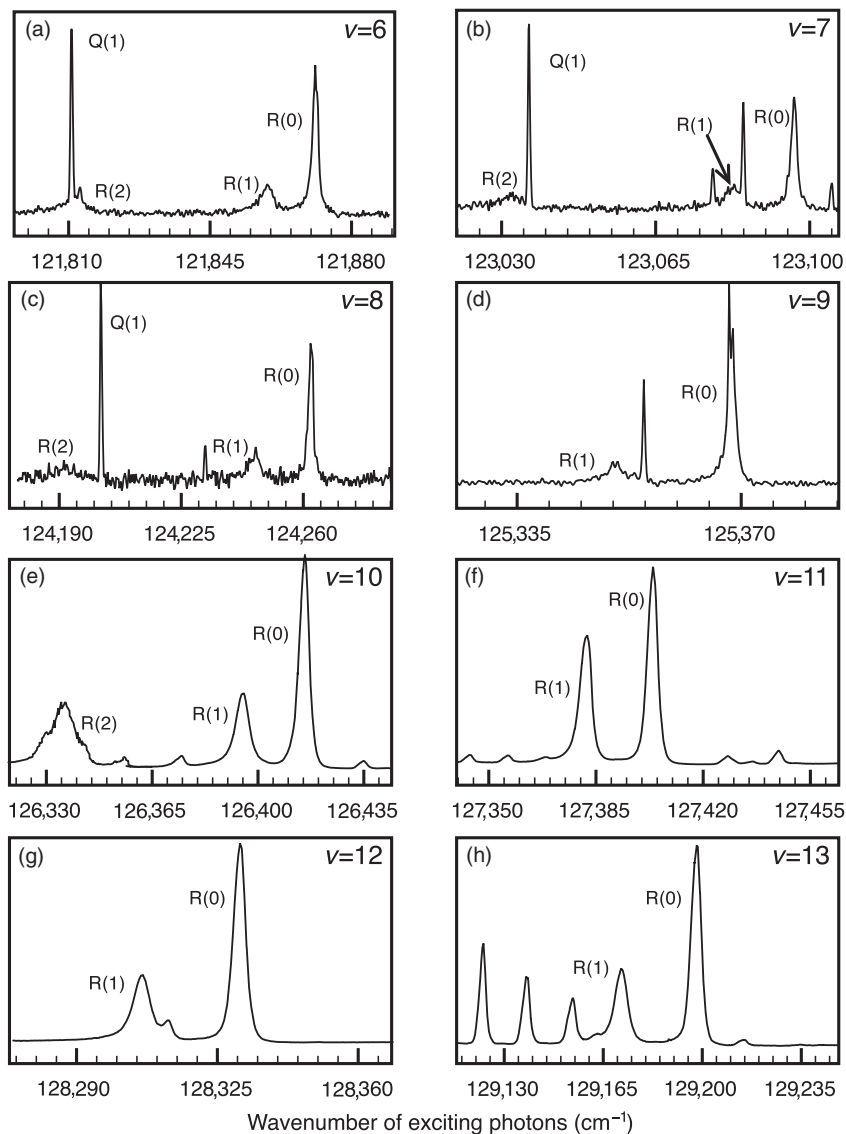 (a) v=6
Q(1)
R(2)
R(1)
R(0)
121,810 121,845 121,880
(b) v=7
Q(1)
R(2)
R(1)
R(0)
123,030 123,065 123,100
(c) v=8
Q(1)
R(2)
R(1)
R(0)
124,190 124,225 124,260
(d) v=9
R(1)
R(0)
125,335 125,370
(e) v=10
R(2)
R(1)
R(0)
126,330 126,365 126,400 126,435
(f) v=11
R(1)
R(0)
127,350 127,385 127,420 127,455
(g) v=12
R(1)
R(0)
128,290 128,325 128,360
(h) v=13
R(1)
R(0)
129,130 129,165 129,200 129,235
Wavenumber of exciting photons (cm⁻¹)